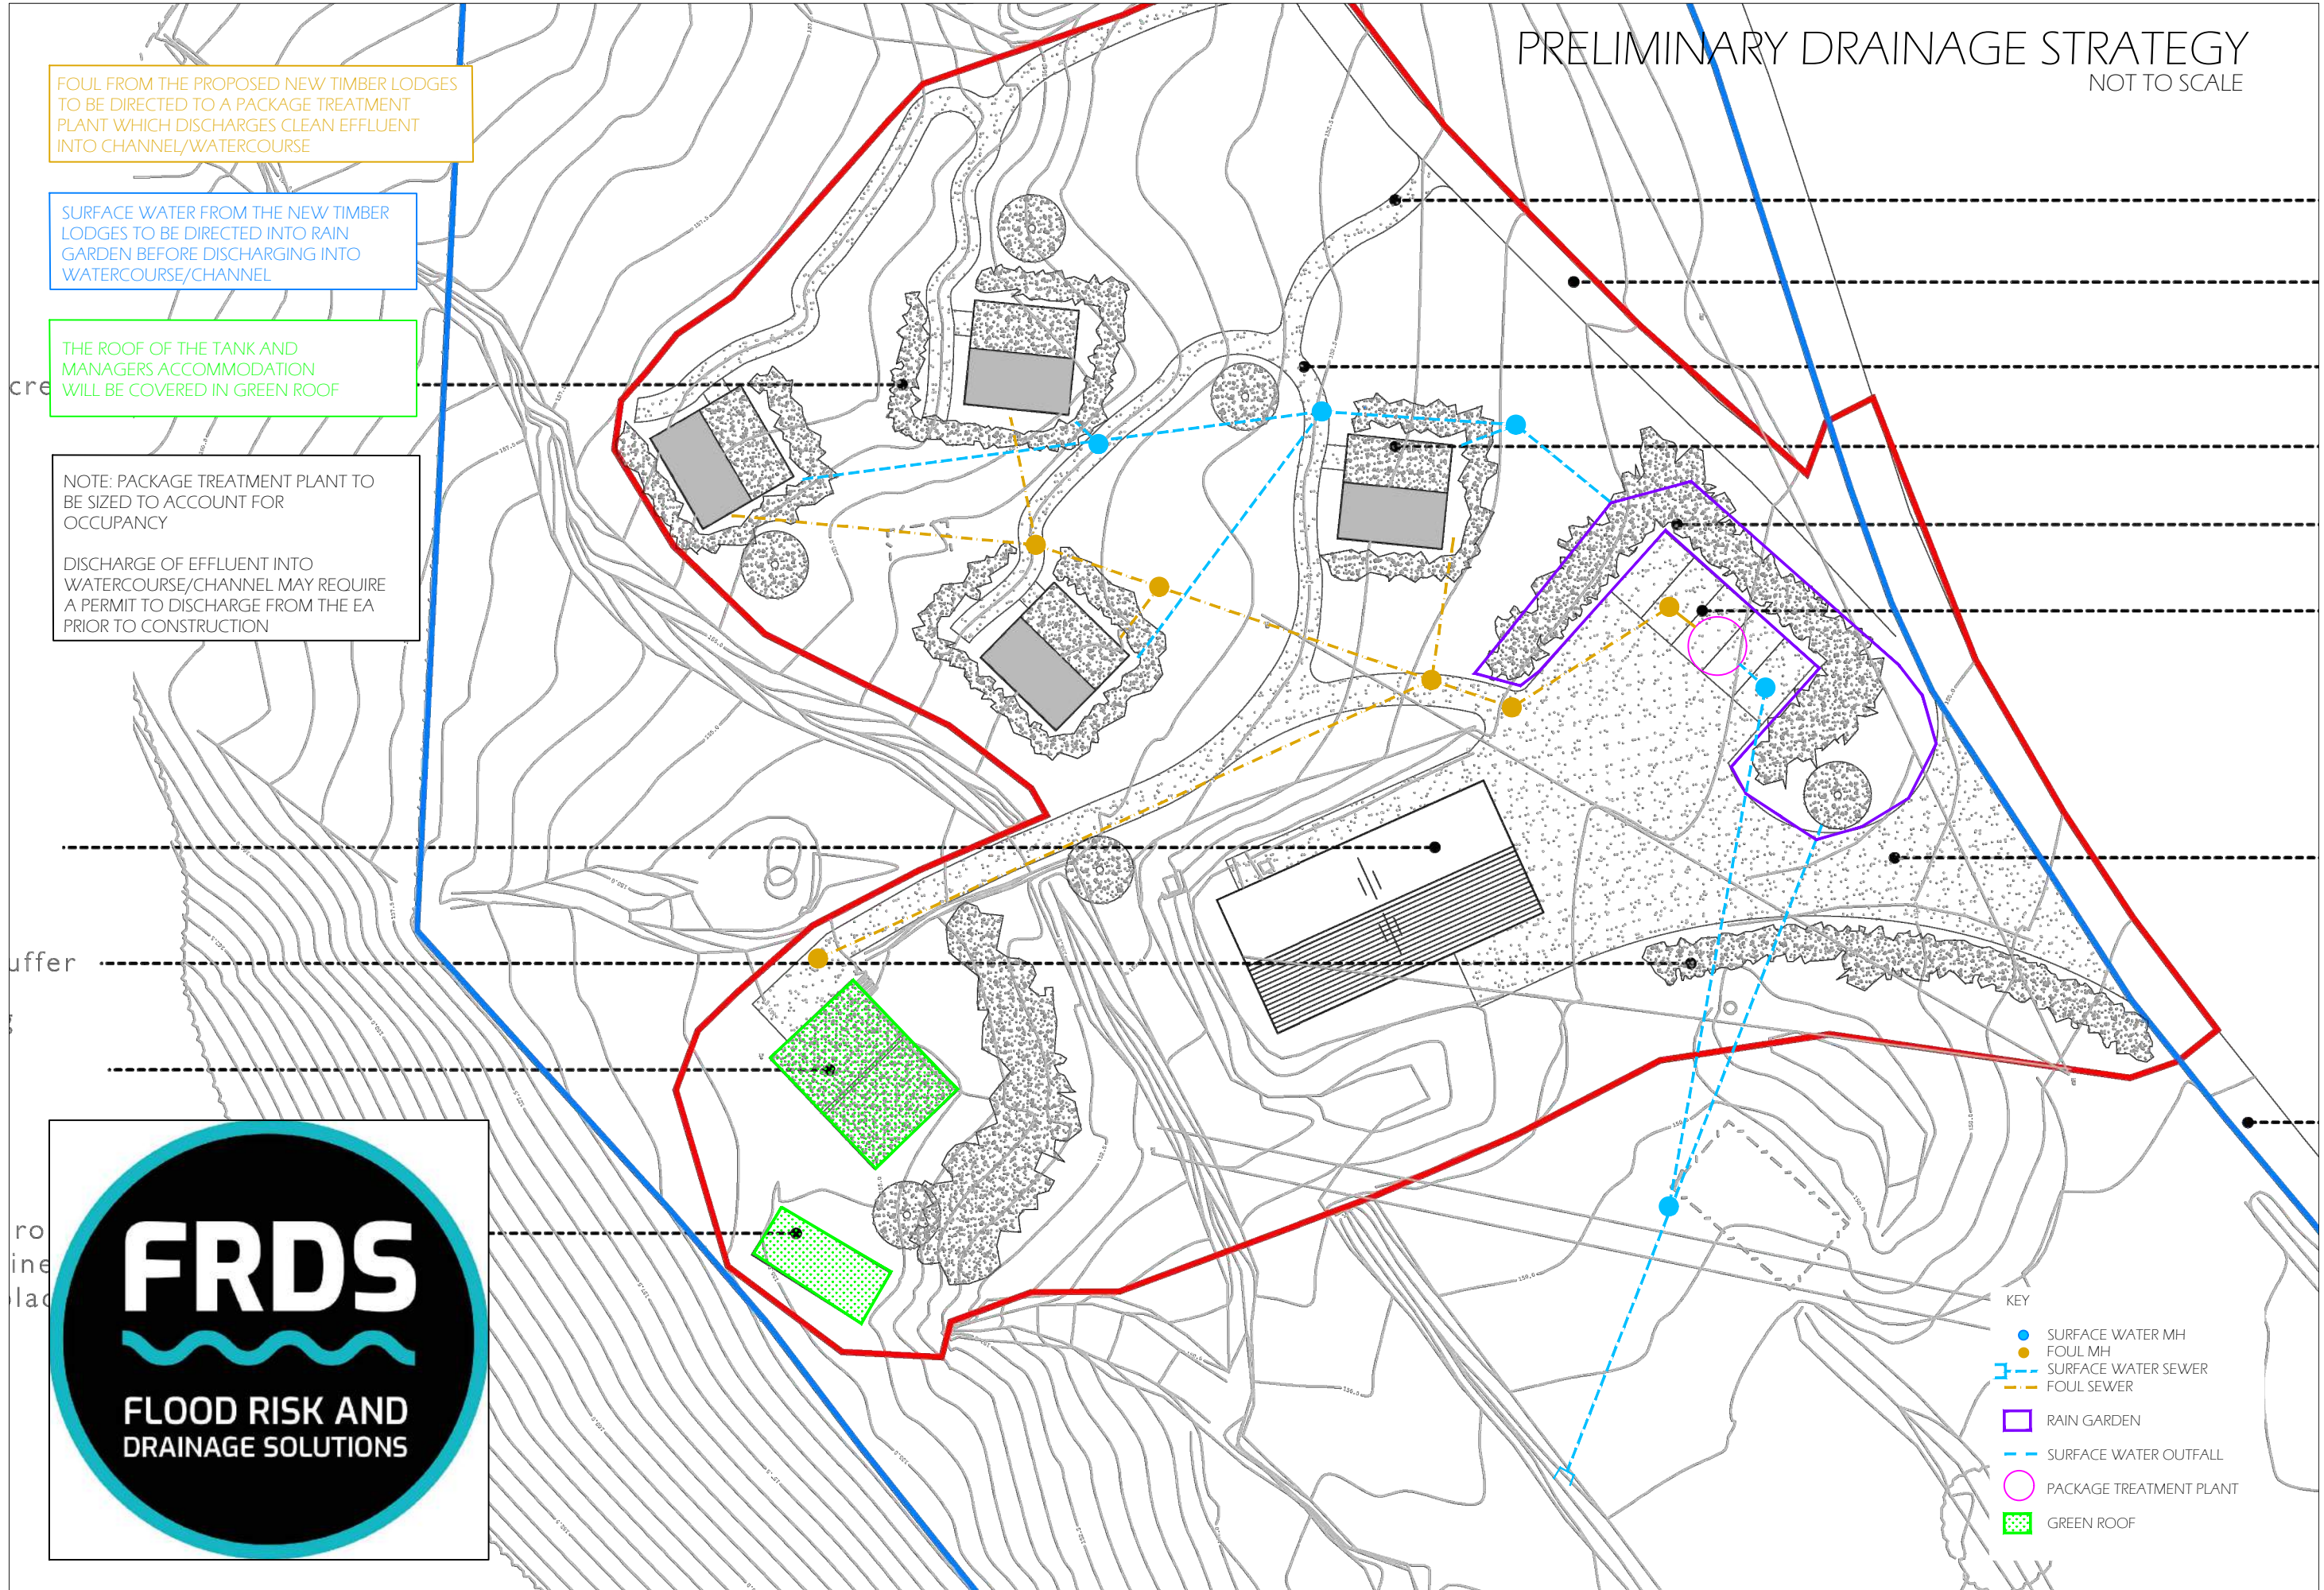 PRELIMINARY DRAINAGE STRATEGY
NOT TO SCALE
FOUL FROM THE PROPOSED NEW TIMBER LODGES
TO BE DIRECTED TO A PACKAGE TREATMENT
PLANT WHICH DISCHARGES CLEAN EFFLUENT
INTO CHANNEL/WATERCOURSE
SURFACE WATER FROM THE NEW TIMBER
LODGES TO BE DIRECTED INTO RAIN
GARDEN BEFORE DISCHARGING INTO
WATERCOURSE/CHANNEL
THE ROOF OF THE TANK AND
MANAGERS ACCOMMODATION
WILL BE COVERED IN GREEN ROOF
cre
NOTE: PACKAGE TREATMENT PLANT TO
BE SIZED TO ACCOUNT FOR
OCCUPANCY
DISCHARGE OF EFFLUENT INTO
WATERCOURSE/CHANNEL MAY REQUIRE
A PERMIT TO DISCHARGE FROM THE EA
PRIOR TO CONSTRUCTION
uffer
ro
ine
lac
FRDS
FLOOD RISK AND
DRAINAGE SOLUTIONS
KEY
SURFACE WATER MH
FOUL MH
SURFACE WATER SEWER
FOUL SEWER
RAIN GARDEN
SURFACE WATER OUTFALL
PACKAGE TREATMENT PLANT
GREEN ROOF